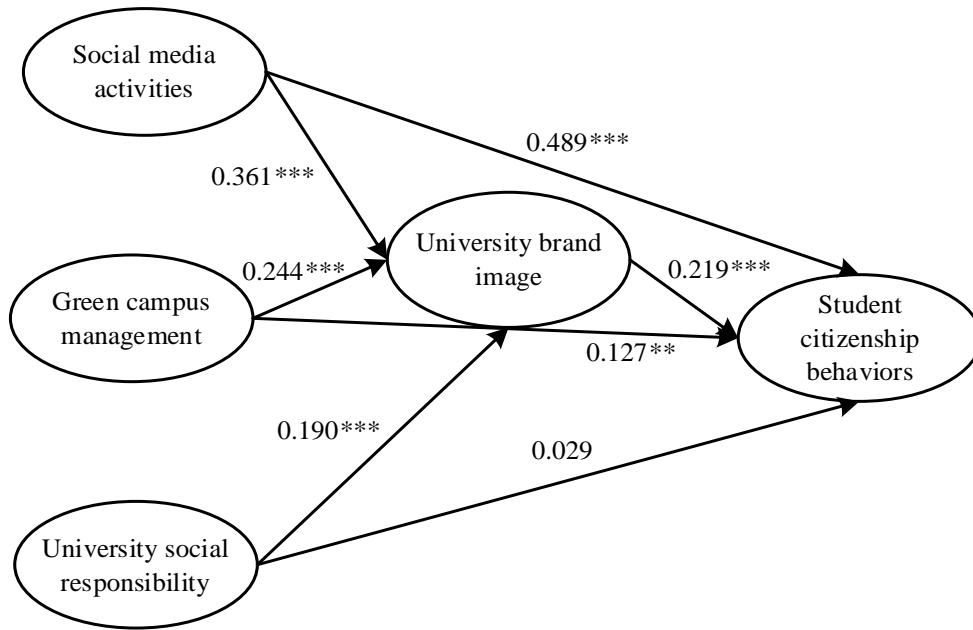 Social media
activities
0.489***
0.361***
University brand
image
0.244***
0.219***
Green campus
management
Student
citizenship
behaviors
0.127**
0.190***
0.029
University social
responsibility